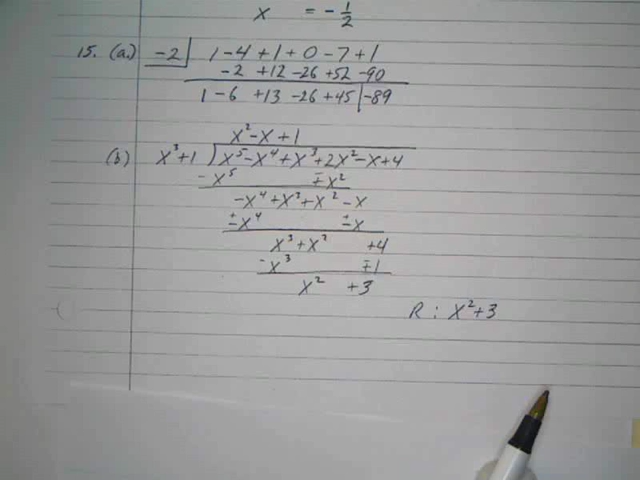 x = -1/2
15. (a.) -2 | 1 -4 +1 +0 -7 +1
-2 +12 -26 +52 -90
1 -6 +13 -26 +45 | -89
x² - x + 1
(b) x³+1 ) x⁵ - x⁴ + x³ + 2x² - x + 4
- x⁵ ∓ x²
-x⁴ + x³ + x² - x
± x⁴ ± x
x³ + x² +4
- x³ ∓ 1
x² + 3
R : x² + 3